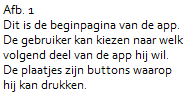 Afb. 1
Dit is de beginpagina van de app.
De gebruiker kan kiezen naar welk
volgend deel van de app hij wil.
De plaatjes zijn buttons waarop
hij kan drukken.